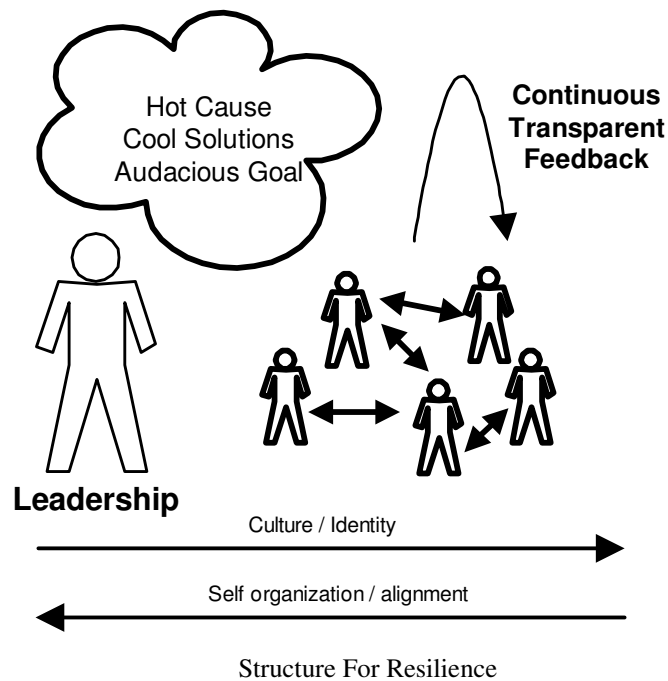 Hot Cause
Cool Solutions
Audacious Goal
Continuous
Transparent
Feedback
Leadership
Culture / Identity
Self organization / alignment
Structure For Resilience